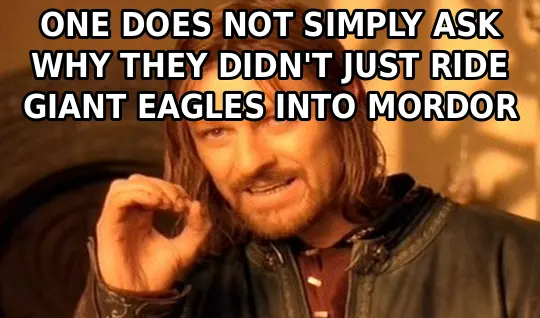 ONE DOES NOT SIMPLY ASK
WHY THEY DIDN'T JUST RIDE
GIANT EAGLES INTO MORDOR